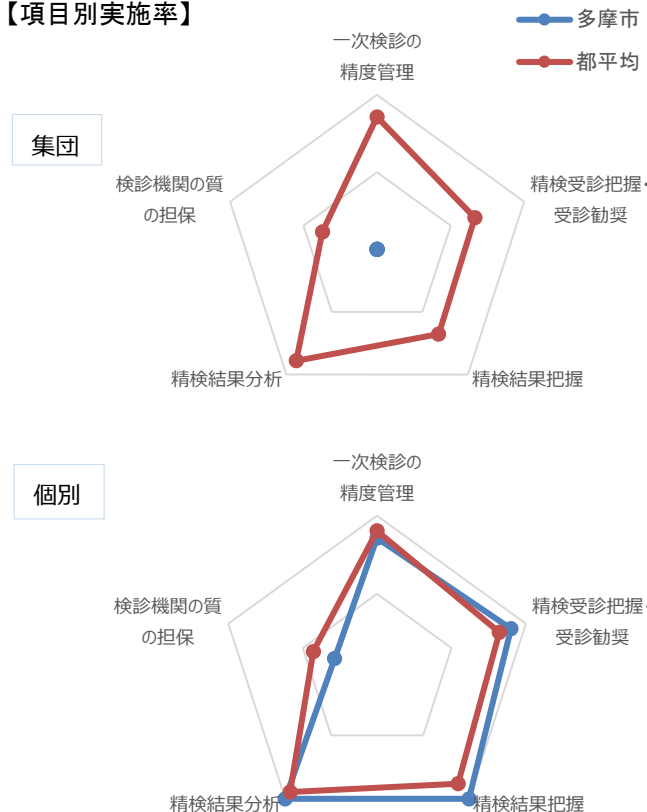 【項目別実施率】
多摩市
都平均
集団
一次検診の
精度管理
精検受診把握・
受診勧奨
精検結果把握
精検結果分析
検診機関の質
の担保
個別
一次検診の
精度管理
精検受診把握・
受診勧奨
精検結果把握
精検結果分析
検診機関の質
の担保